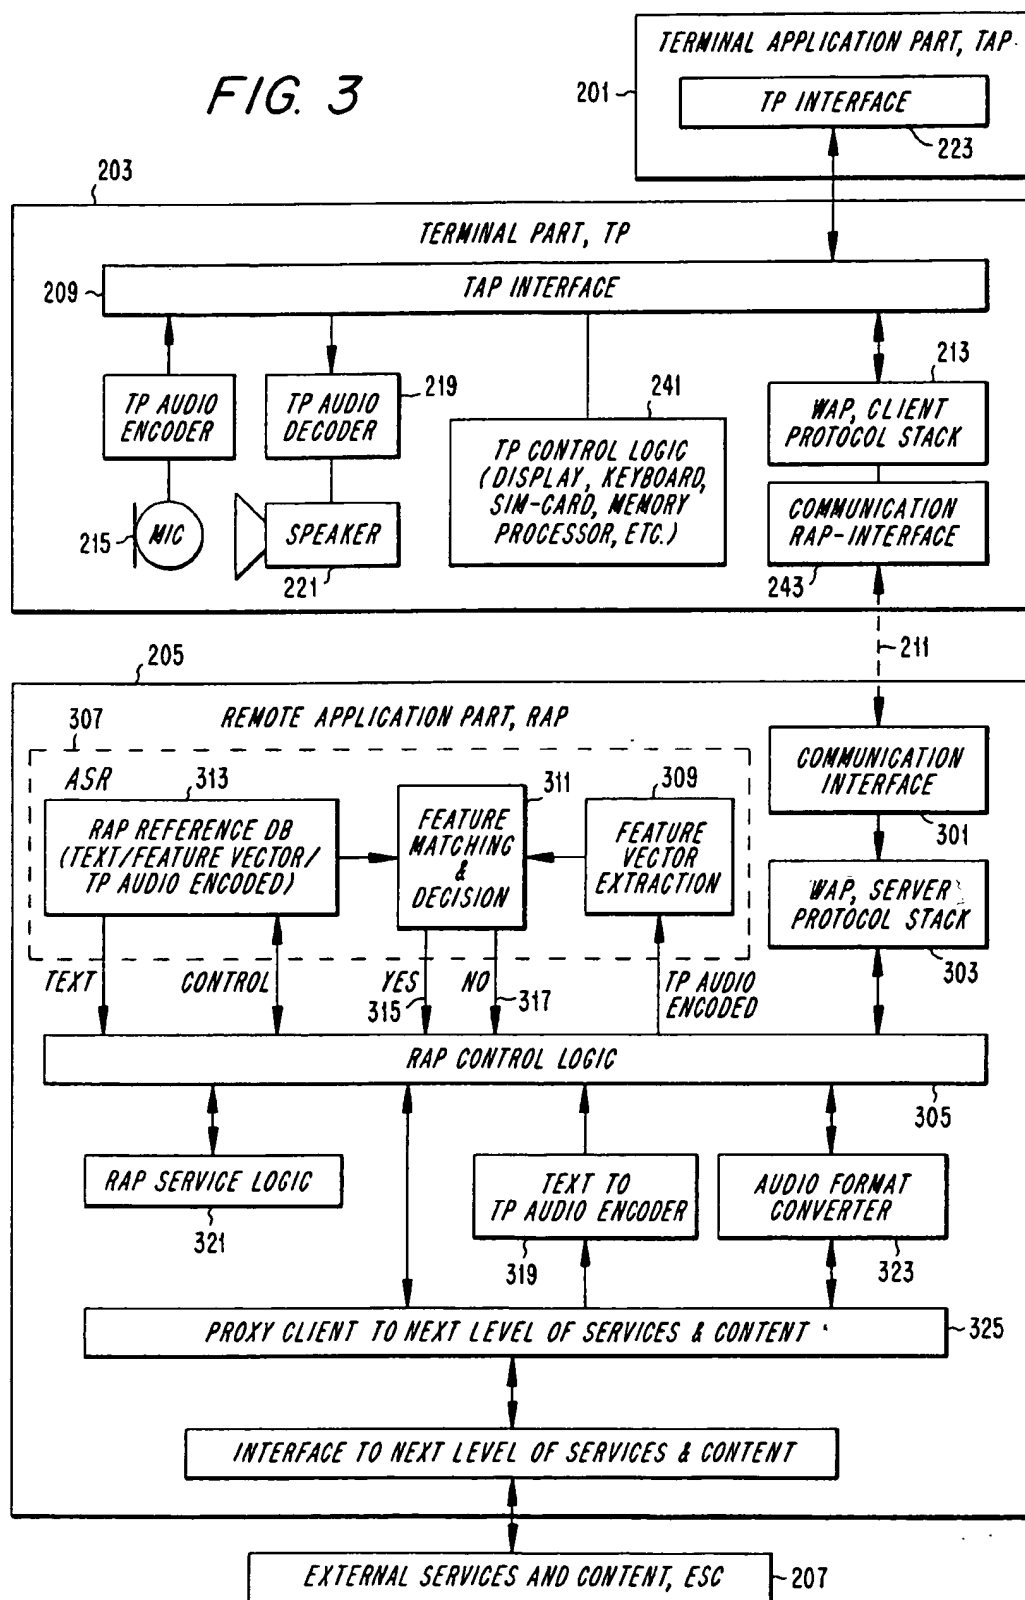 FIG. 3
TERMINAL APPLICATION PART, TAP
201
TP INTERFACE
223
203
TERMINAL PART, TP
209
TAP INTERFACE
TP AUDIO
ENCODER
TP AUDIO
DECODER
219
241
TP CONTROL LOGIC
(DISPLAY, KEYBOARD,
SIM-CARD, MEMORY
PROCESSOR, ETC.)
213
WAP, CLIENT
PROTOCOL STACK
215
MIC
SPEAKER
221
COMMUNICATION
RAP-INTERFACE
243
211
205
REMOTE APPLICATION PART, RAP
307
ASR
313
RAP REFERENCE DB
(TEXT/FEATURE VECTOR/
TP AUDIO ENCODED)
311
FEATURE
MATCHING
&
DECISION
309
FEATURE
VECTOR
EXTRACTION
COMMUNICATION
INTERFACE
301
WAP, SERVER
PROTOCOL STACK
303
TEXT
CONTROL
YES
315
NO
317
TP AUDIO
ENCODED
RAP CONTROL LOGIC
305
RAP SERVICE LOGIC
321
TEXT TO
TP AUDIO ENCODER
319
AUDIO FORMAT
CONVERTER
323
PROXY CLIENT TO NEXT LEVEL OF SERVICES & CONTENT
325
INTERFACE TO NEXT LEVEL OF SERVICES & CONTENT
EXTERNAL SERVICES AND CONTENT, ESC
207